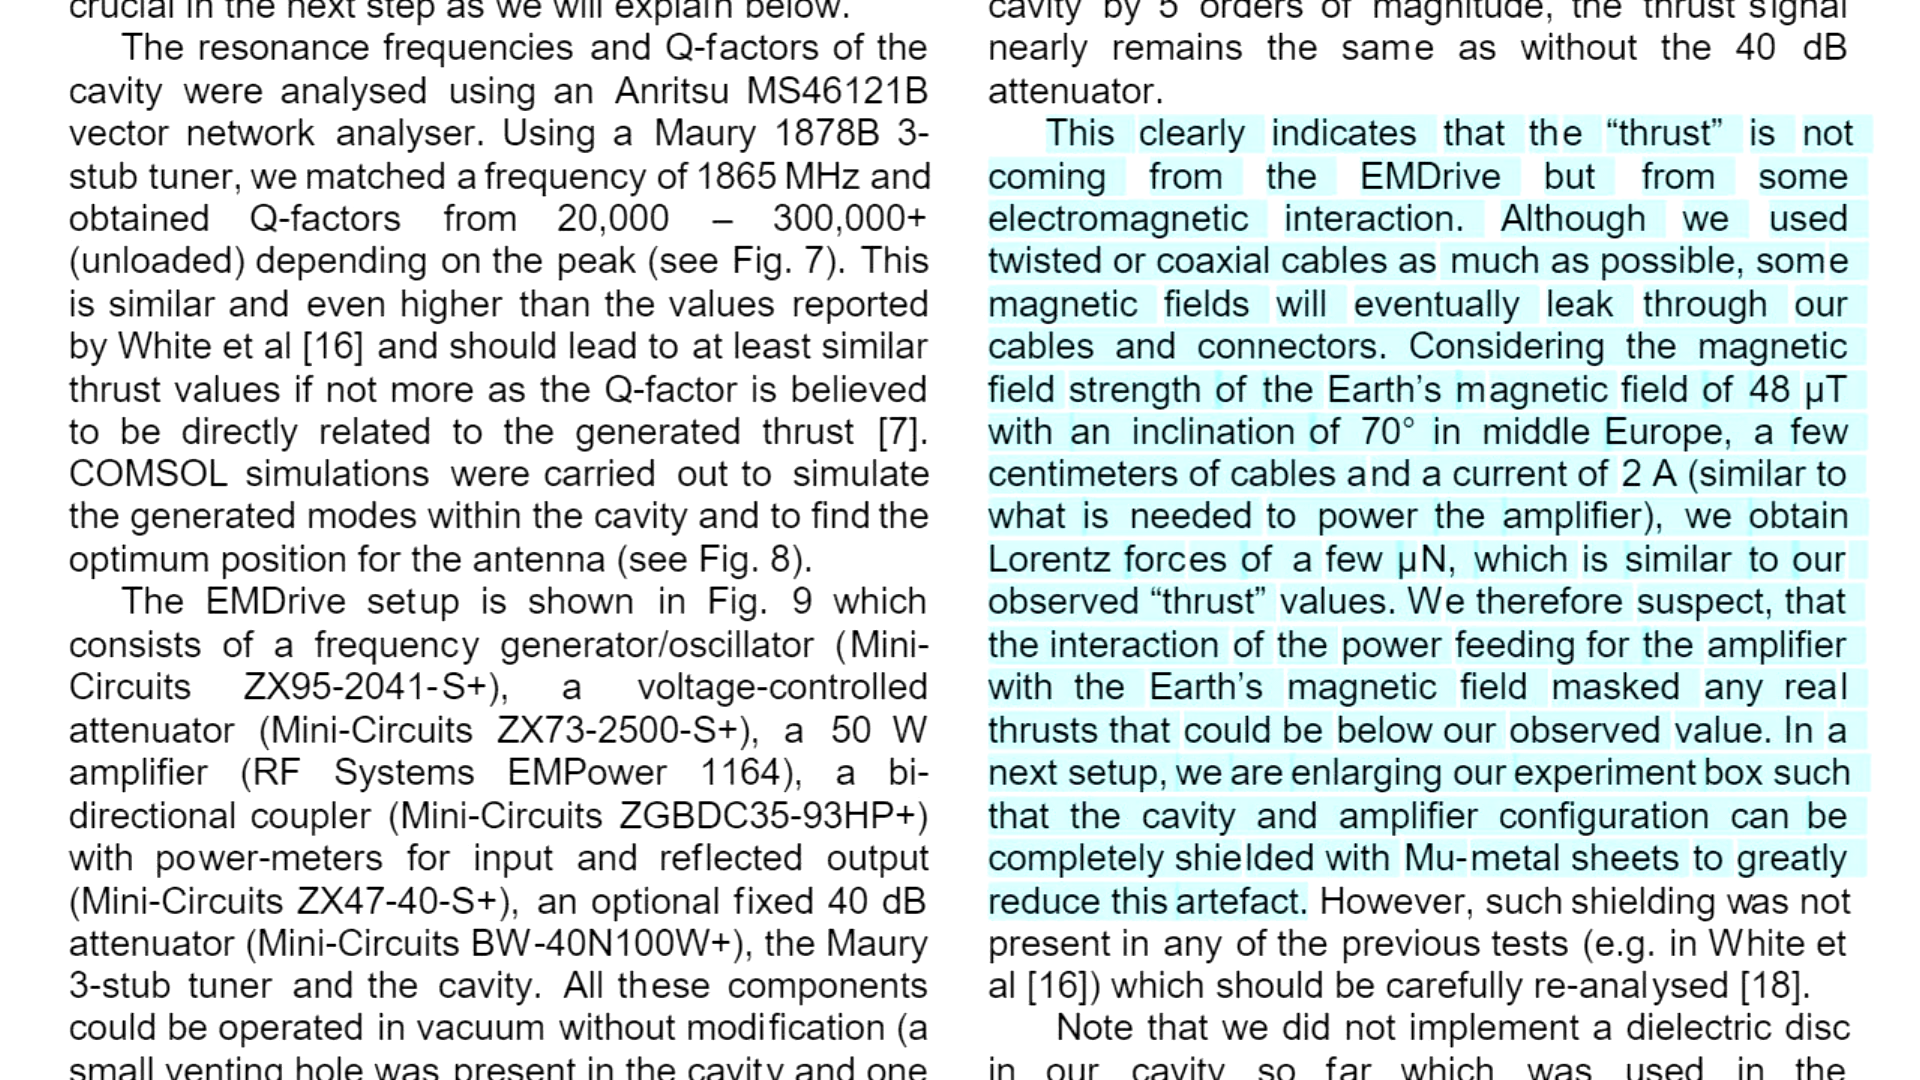 crucial in the next step as we will explain below.
The resonance frequencies and Q-factors of the
cavity were analysed using an Anritsu MS46121B
vector network analyser. Using a Maury 1878B 3-
stub tuner, we matched a frequency of 1865 MHz and
obtained Q-factors from 20,000 – 300,000+
(unloaded) depending on the peak (see Fig. 7). This
is similar and even higher than the values reported
by White et al [16] and should lead to at least similar
thrust values if not more as the Q-factor is believed
to be directly related to the generated thrust [7].
COMSOL simulations were carried out to simulate
the generated modes within the cavity and to find the
optimum position for the antenna (see Fig. 8).
The EMDrive setup is shown in Fig. 9 which
consists of a frequency generator/oscillator (Mini-
Circuits ZX95-2041-S+), a voltage-controlled
attenuator (Mini-Circuits ZX73-2500-S+), a 50 W
amplifier (RF Systems EMPower 1164), a bi-
directional coupler (Mini-Circuits ZGBDC35-93HP+)
with power-meters for input and reflected output
(Mini-Circuits ZX47-40-S+), an optional fixed 40 dB
attenuator (Mini-Circuits BW-40N100W+), the Maury
3-stub tuner and the cavity. All these components
could be operated in vacuum without modification (a
small venting hole was present in the cavity and one
cavity by 5 orders of magnitude, the thrust signal
nearly remains the same as without the 40 dB
attenuator.
This clearly indicates that the “thrust” is not
coming from the EMDrive but from some
electromagnetic interaction. Although we used
twisted or coaxial cables as much as possible, some
magnetic fields will eventually leak through our
cables and connectors. Considering the magnetic
field strength of the Earth’s magnetic field of 48 µT
with an inclination of 70° in middle Europe, a few
centimeters of cables and a current of 2 A (similar to
what is needed to power the amplifier), we obtain
Lorentz forces of a few µN, which is similar to our
observed “thrust” values. We therefore suspect, that
the interaction of the power feeding for the amplifier
with the Earth’s magnetic field masked any real
thrusts that could be below our observed value. In a
next setup, we are enlarging our experiment box such
that the cavity and amplifier configuration can be
completely shielded with Mu-metal sheets to greatly
reduce this artefact. However, such shielding was not
present in any of the previous tests (e.g. in White et
al [16]) which should be carefully re-analysed [18].
Note that we did not implement a dielectric disc
in our cavity so far which was used in the